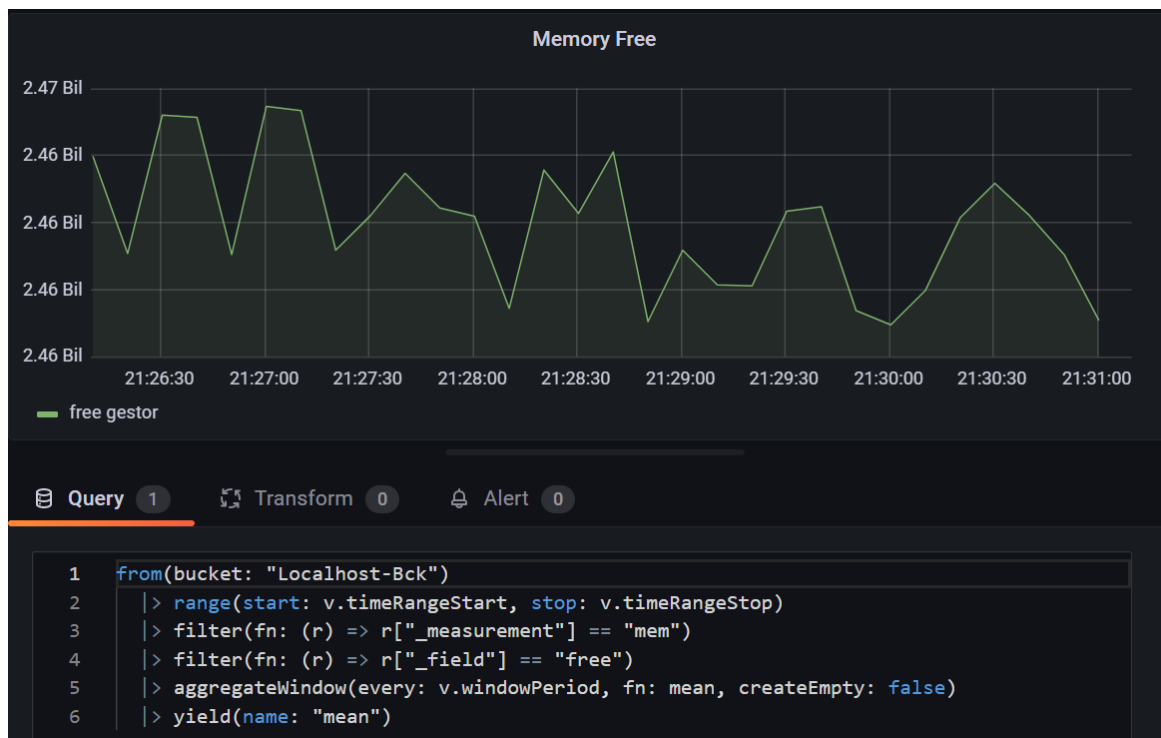 Memory Free
2.47 Bil
2.46 Bil
2.46 Bil
2.46 Bil
2.46 Bil
21:26:30 21:27:00 21:27:30 21:28:00 21:28:30 21:29:00 21:29:30 21:30:00 21:30:30 21:31:00
free gestor
Query 1 Transform 0 Alert 0
1 from(bucket: "Localhost-Bck")
2 |> range(start: v.timeRangeStart, stop: v.timeRangeStop)
3 |> filter(fn: (r) => r["_measurement"] == "mem")
4 |> filter(fn: (r) => r["_field"] == "free")
5 |> aggregateWindow(every: v.windowPeriod, fn: mean, createEmpty: false)
6 |> yield(name: "mean")